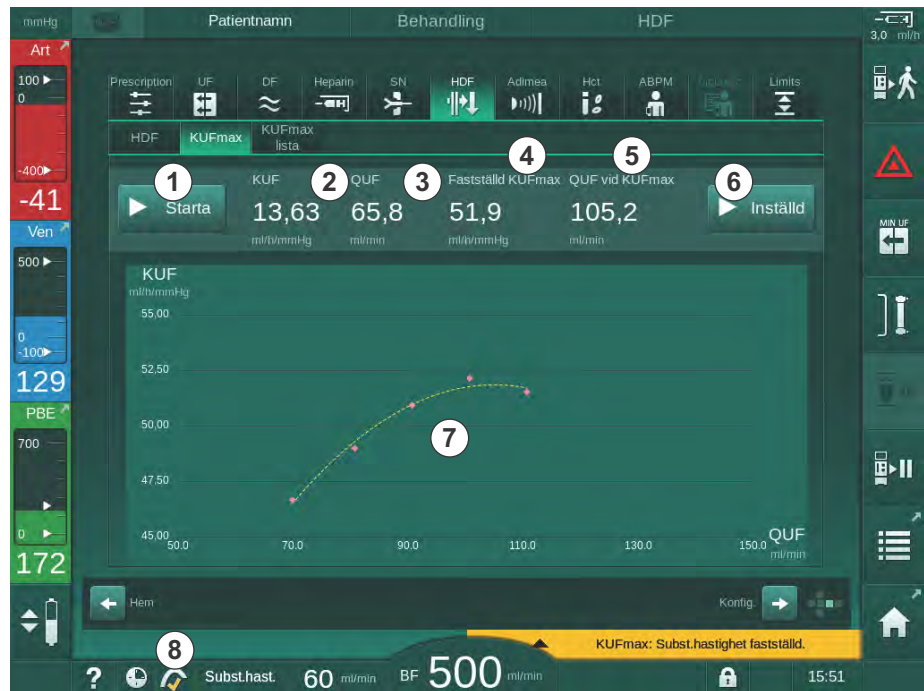 mmHg
Patientnamn
Behandling
HDF
3,0 ml/h
Art
100
0
-400
-41
Ven
500
0
-100
129
PBE
700
0
172
Prescription
UF
DF
Heparin
SN
HDF
Adimea
Hct.
ABPM
Limits
HDF
KUFmax
KUFmax
lista
1
2
3
4
5
6
Starta
KUF
13,63
ml/h/mmHg
QUF
65,8
ml/min
Fastställd KUFmax
51,9
ml/h/mmHg
QUF vid KUFmax
105,2
ml/min
Inställd
KUF
ml/h/mmHg
55,00
52,50
50,00
47,50
45,00
7
50.0
70.0
90.0
110.0
130.0
150.0
QUF
ml/min
MIN UF
Hem
Konfig.
KUFmax: Subst.hastighet fastställd.
8
?
Subst.hast.
60 ml/min
BF 500 ml/min
15:51